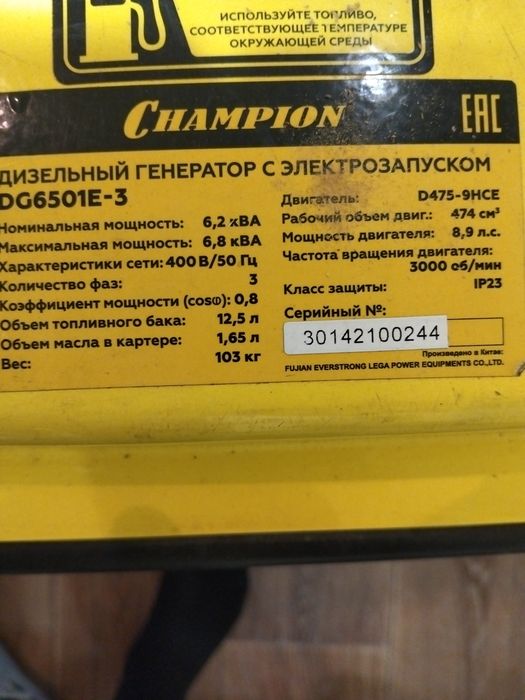 ИСПОЛЬЗУЙТЕ ТОПЛИВО,
СООТВЕТСТВУЮЩЕЕ ТЕМПЕРАТУРЕ
ОКРУЖАЮЩЕЙ СРЕДЫ
CHAMPION
EAC
ДИЗЕЛЬНЫЙ ГЕНЕРАТОР С ЭЛЕКТРОЗАПУСКОМ
DG6501E-3
Номинальная мощность: 6,2 кВА
Максимальная мощность: 6,8 кВА
Характеристики сети: 400 В/50 Гц
Количество фаз: 3
Коэффициент мощности (cosφ): 0,8
Объем топливного бака: 12,5 л
Объем масла в картере: 1,65 л
Вес: 103 кг
Двигатель: D475-9HCE
Рабочий объем двиг.: 474 см³
Мощность двигателя: 8,9 л.с.
Частота вращения двигателя:
3000 об/мин
Класс защиты: IP23
Серийный №:
30142100244
Произведено в Китае:
FUJIAN EVERSTRONG LEGA POWER EQUIPMENTS CO.,LTD.